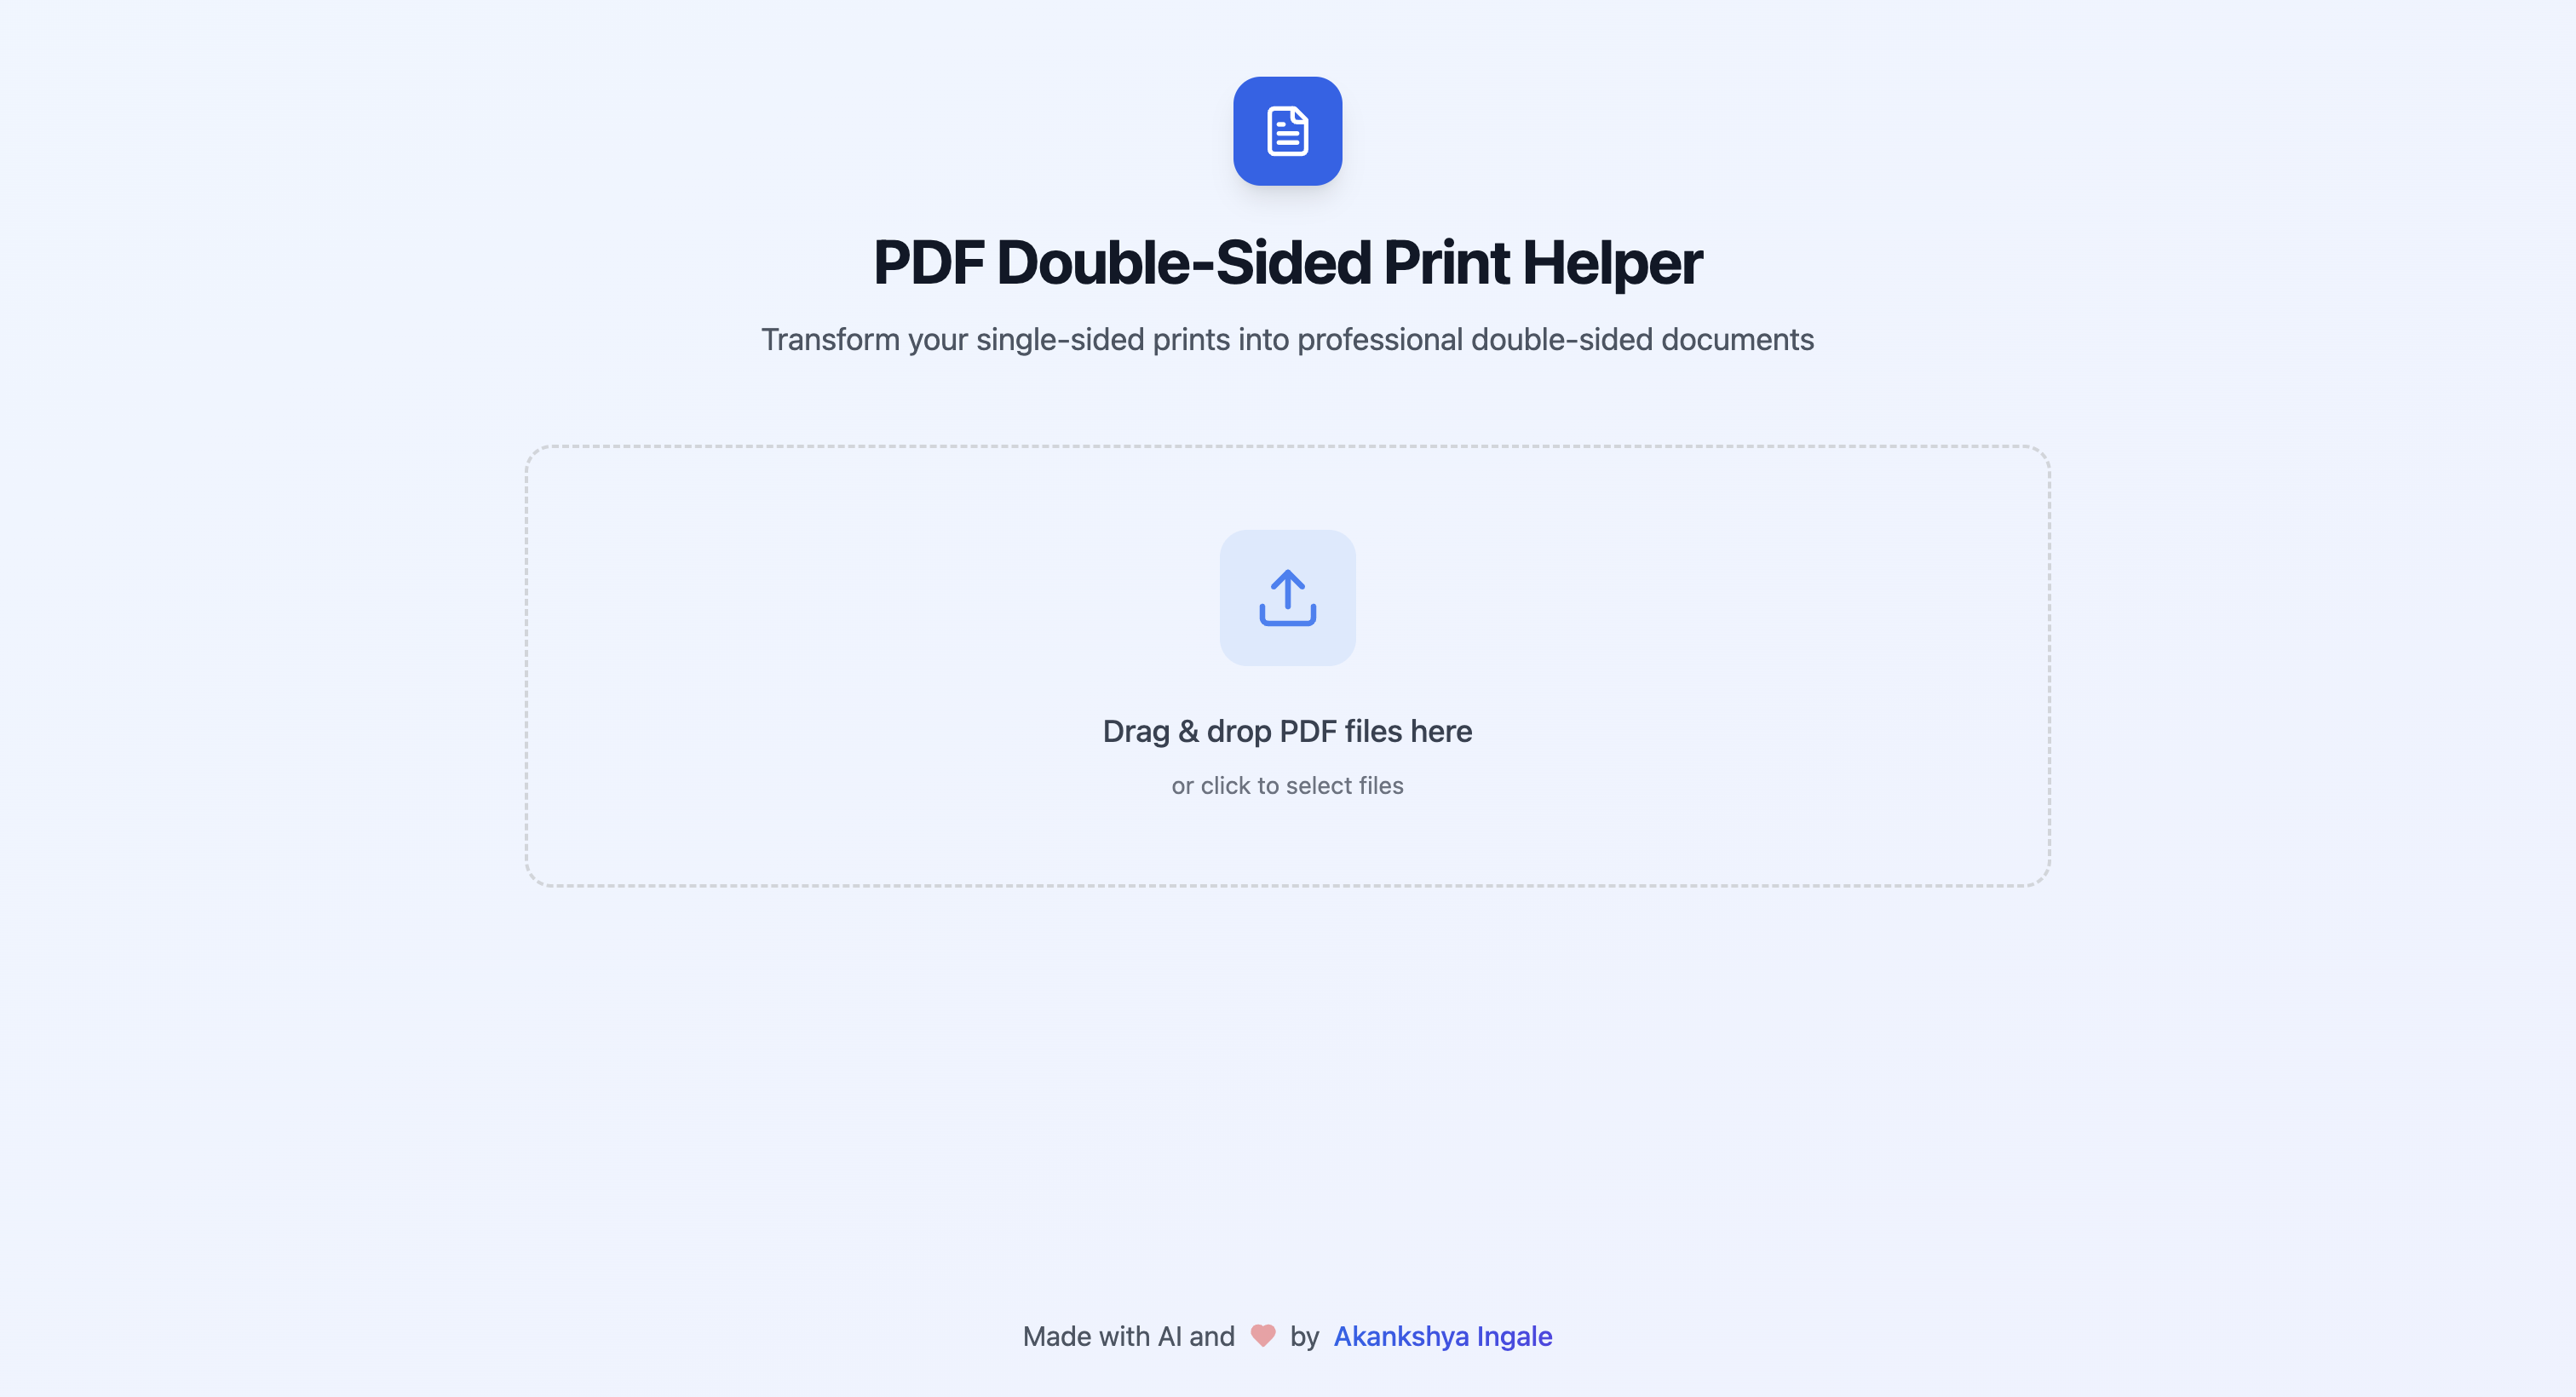 PDF Double-Sided Print Helper
Transform your single-sided prints into professional double-sided documents
Drag & drop PDF files here
or click to select files
Made with AI and by Akankshya Ingale